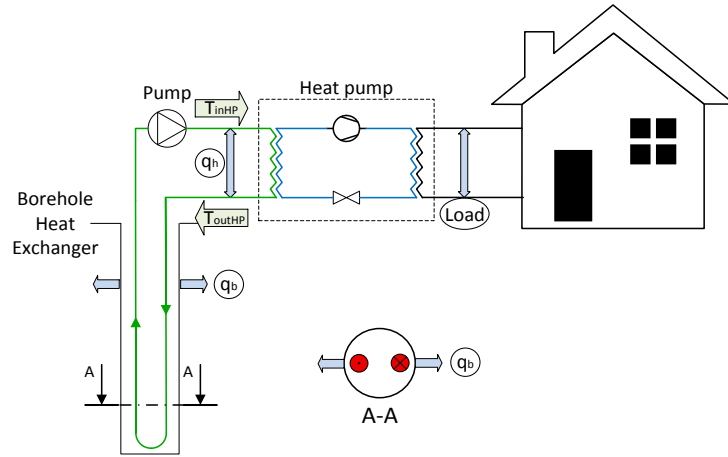 Pump
TinHP
Heat pump
qh
Borehole
Heat
Exchanger
ToutHP
Load
qb
A
A
qb
A-A